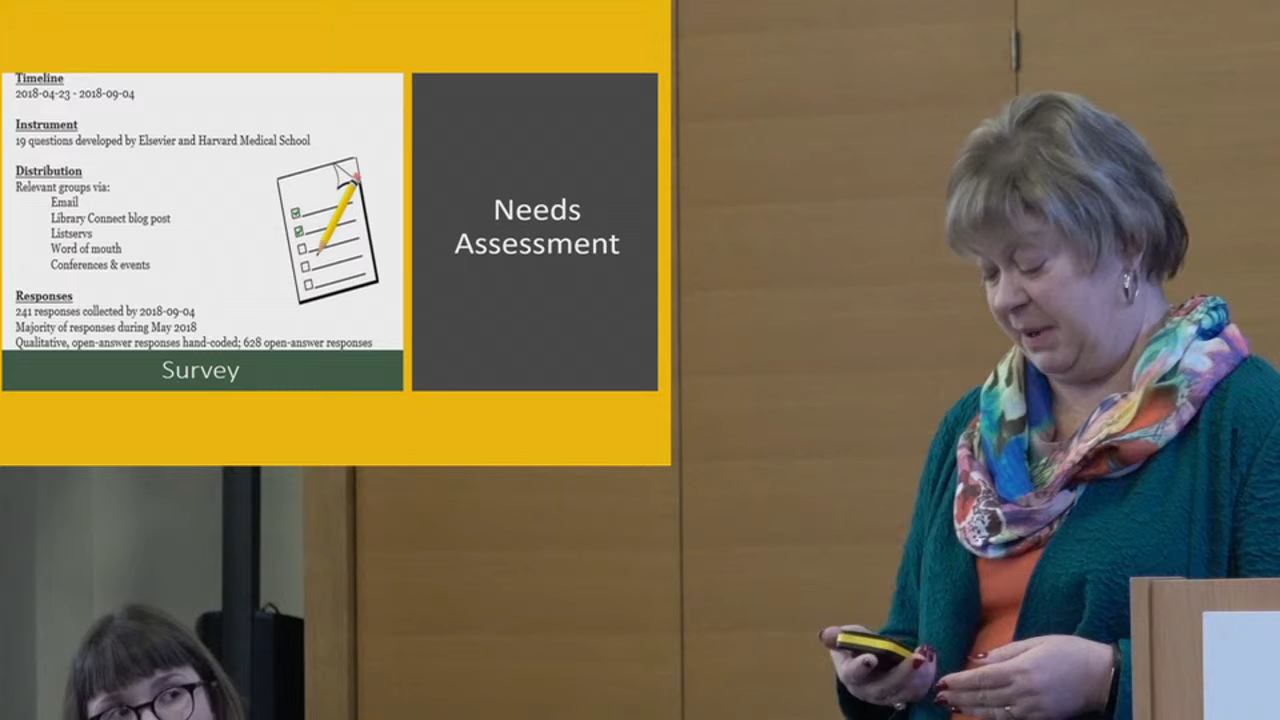 Timeline
2018-04-23 - 2018-09-04
Instrument
19 questions developed by Elsevier and Harvard Medical School
Distribution
Relevant groups via:
Email
Library Connect blog post
Listservs
Word of mouth
Conferences & events
Responses
241 responses collected by 2018-09-04
Majority of responses during May 2018
Qualitative, open-answer responses hand-coded; 628 open-answer responses
Survey
Needs
Assessment